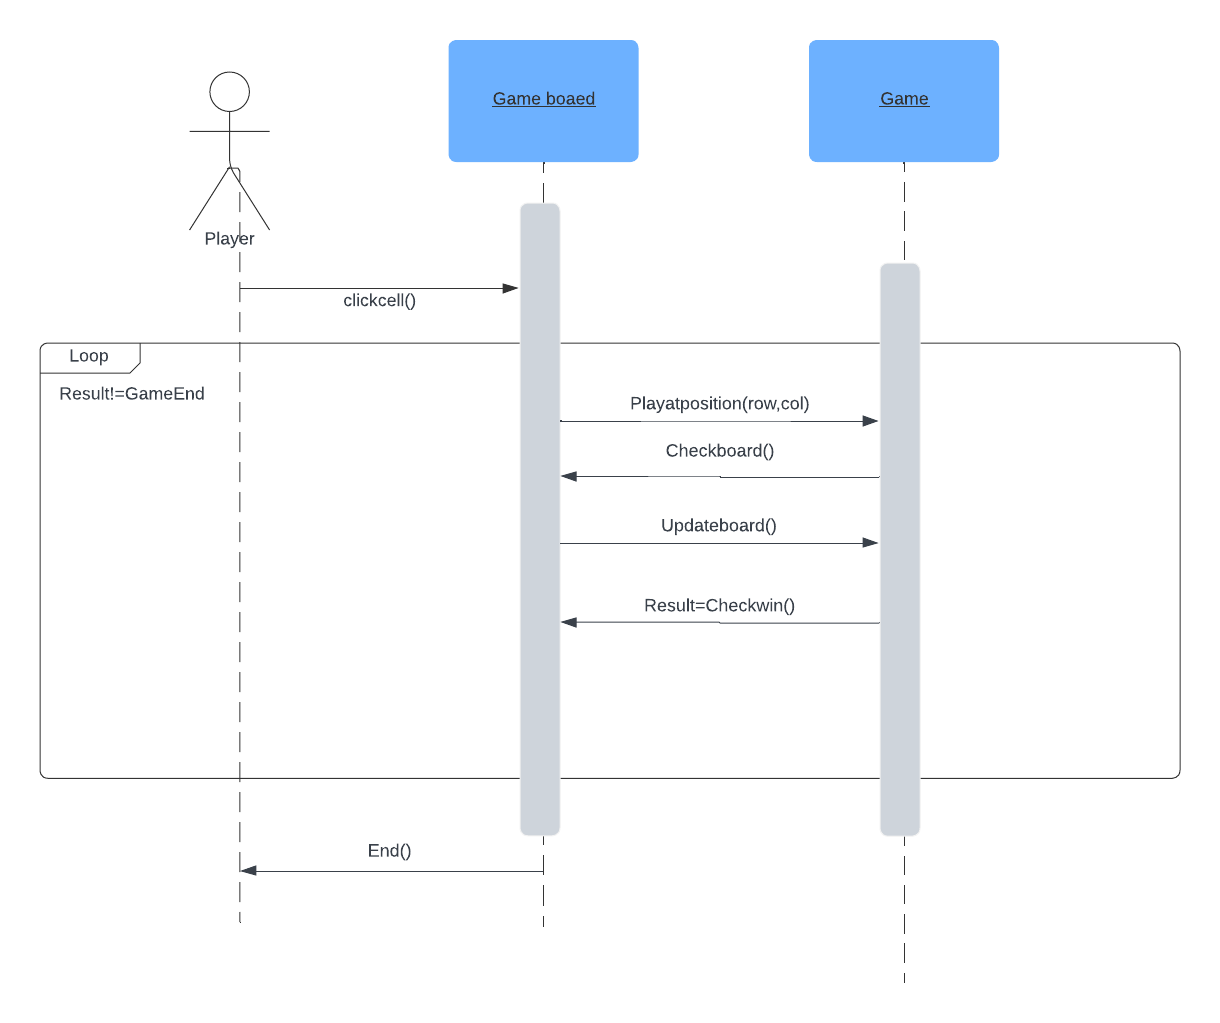 Game boaed
Game
Player
clickcell()
Loop
Result!=GameEnd
Playatposition(row,col)
Checkboard()
Updateboard()
Result=Checkwin()
End()